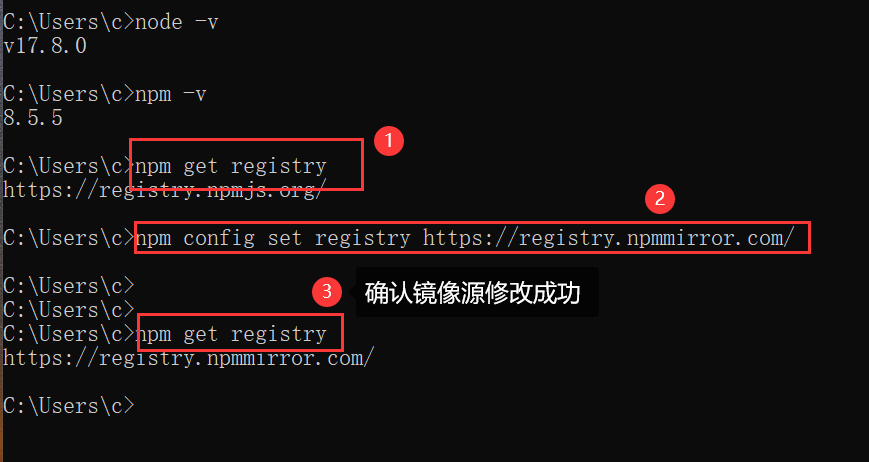 C:\Users\c>node -v
v17.8.0
C:\Users\c>npm -v
8.5.5
1
C:\Users\c>npm get registry
https://registry.npmjs.org/
2
C:\Users\c>npm config set registry https://registry.npmmirror.com/
C:\Users\c>
3 确认镜像源修改成功
C:\Users\c>
C:\Users\c>npm get registry
https://registry.npmmirror.com/
C:\Users\c>